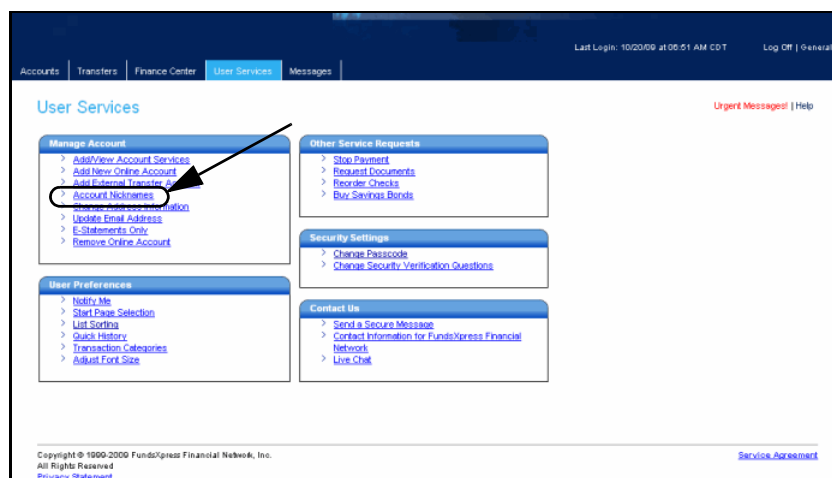 Last Login: 10/20/09 at 06:51 AM CDT Log Off | General
Accounts Transfers Finance Center User Services Messages
User Services
Urgent Messages! | Help
Manage Account
Add/View Account Services
Add New Online Account
Add External Transfer
Account Nicknames
Change Address Information
Update Email Address
E-Statements Only
Remove Online Account
User Preferences
Notify Me
Start Page Selection
List Sorting
Quick History
Transaction Categories
Adjust Font Size
Other Service Requests
Stop Payment
Request Documents
Reorder Checks
Buy Savings Bonds
Security Settings
Change Passcode
Change Security Verification Questions
Contact Us
Send a Secure Message
Contact Information for FundsXpress Financial
Network
Live Chat
Copyright © 1999-2009 FundsXpress Financial Network, Inc.
All Rights Reserved
Privacy Statement
Service Agreement